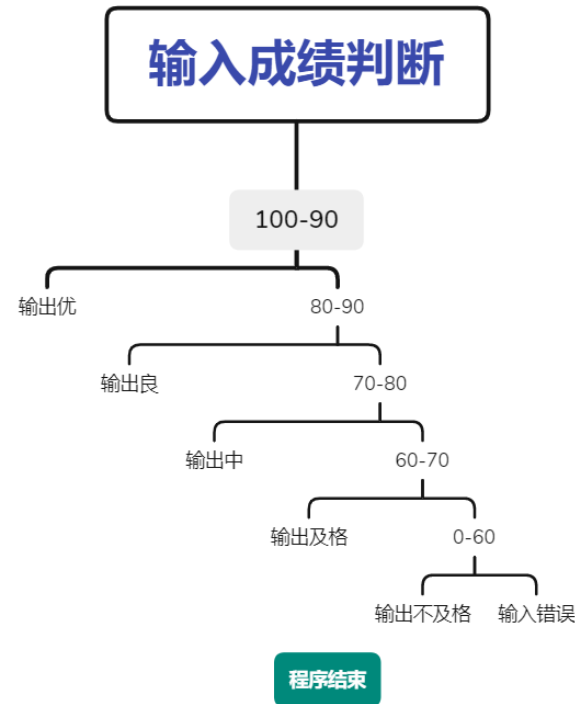 输入成绩判断
100-90
输出优
80-90
输出良
70-80
输出中
60-70
输出及格
0-60
输出不及格
输入错误
程序结束